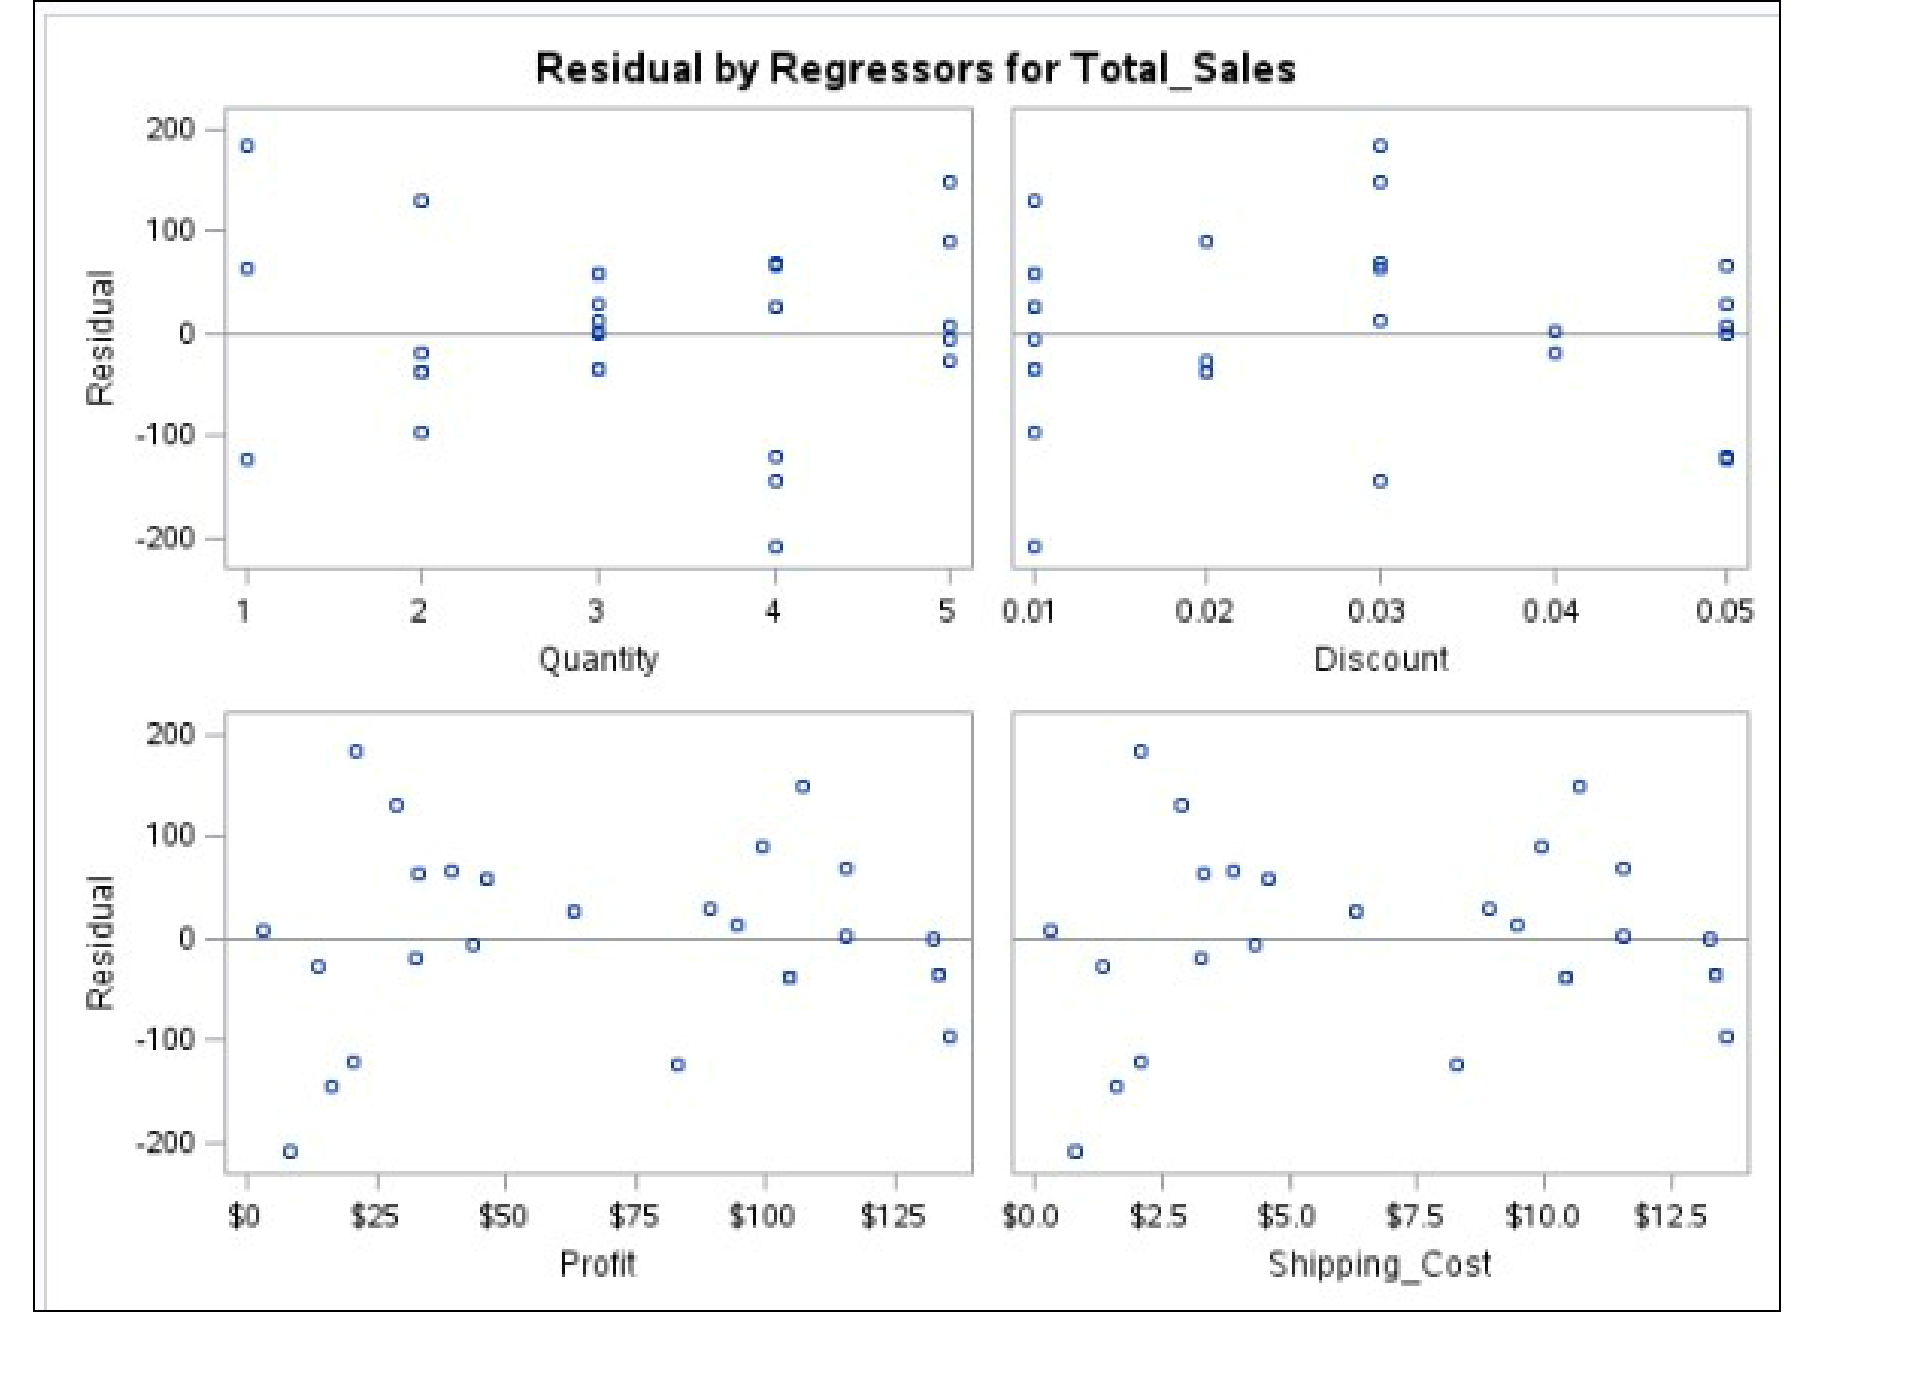 Residual by Regressors for Total_Sales
200
100
0
-100
-200
Residual
1 2 3 4 5
Quantity
0.01 0.02 0.03 0.04 0.05
Discount
200
100
0
-100
-200
Residual
$0 $25 $50 $75 $100 $125
Profit
$0.0 $2.5 $5.0 $7.5 $10.0 $12.5
Shipping_Cost